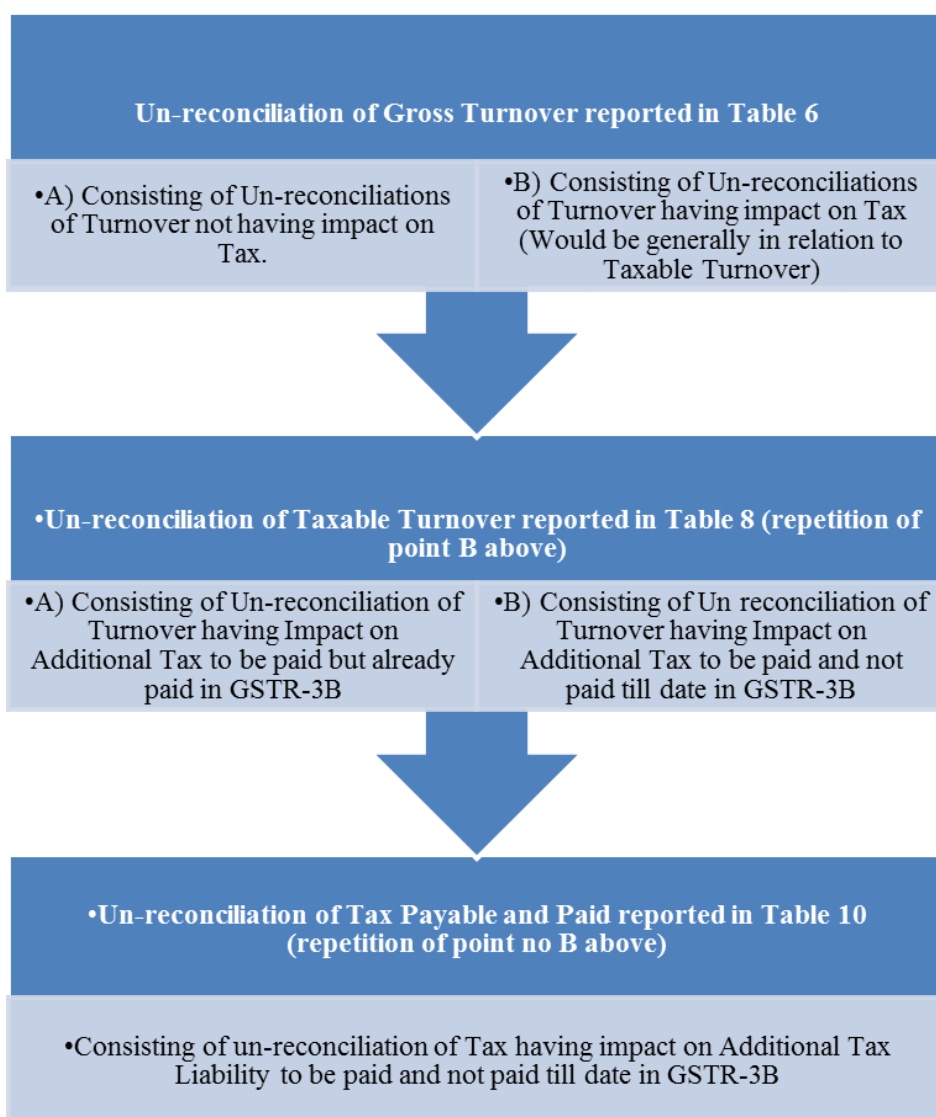 Un-reconciliation of Gross Turnover reported in Table 6
•A) Consisting of Un-reconciliations
of Turnover not having impact on
Tax.
•B) Consisting of Un-reconciliations
of Turnover having impact on Tax
(Would be generally in relation to
Taxable Turnover)
•Un-reconciliation of Taxable Turnover reported in Table 8 (repetition of
point B above)
•A) Consisting of Un-reconciliation of
Turnover having Impact on
Additional Tax to be paid but already
paid in GSTR-3B
•B) Consisting of Un reconciliation of
Turnover having Impact on
Additional Tax to be paid and not
paid till date in GSTR-3B
•Un-reconciliation of Tax Payable and Paid reported in Table 10
(repetition of point no B above)
•Consisting of un-reconciliation of Tax having impact on Additional Tax
Liability to be paid and not paid till date in GSTR-3B